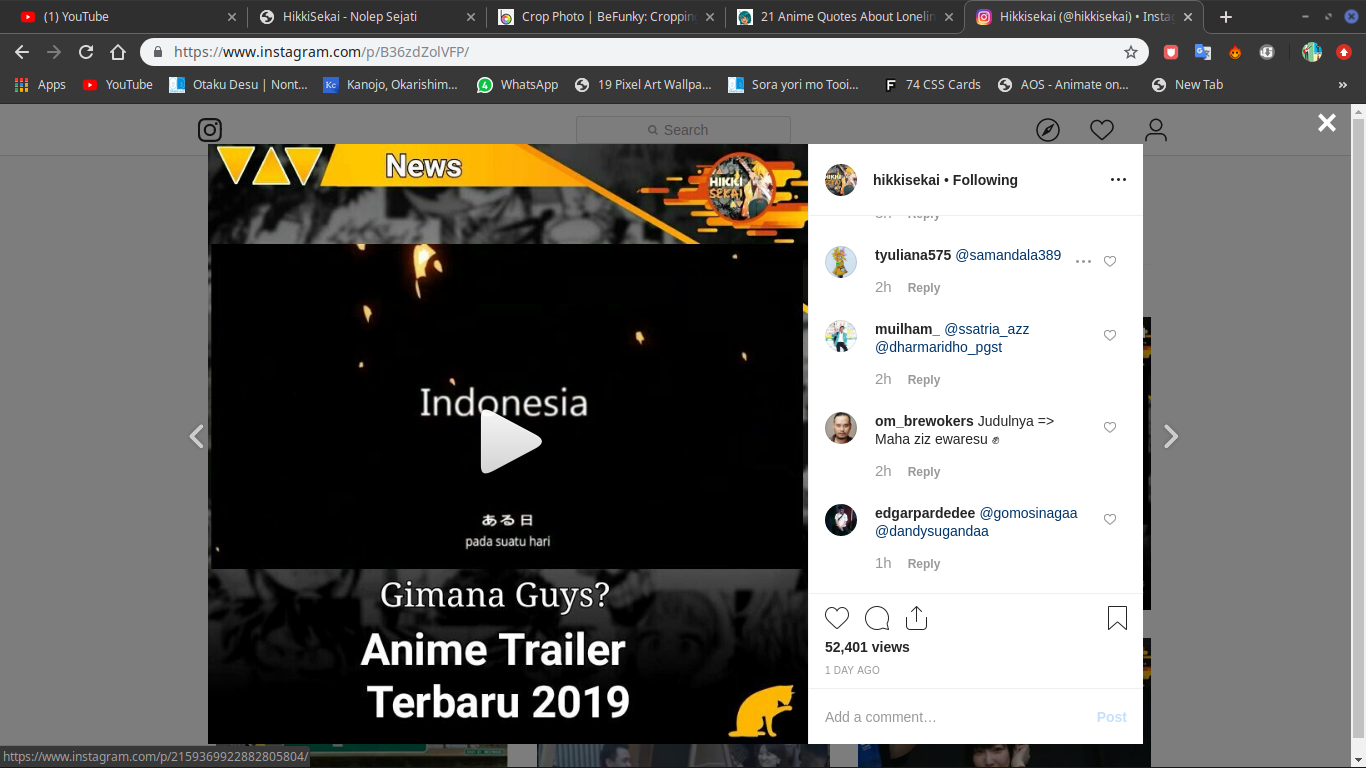 (1) YouTube
HikkiSekai - Nolep Sejati
Crop Photo | BeFunky: Cropping
21 Anime Quotes About Lonelin
Hikkisekai (@hikkisekai) • Insta
https://www.instagram.com/p/B36zdZolVFP/
Apps
YouTube
Otaku Desu | Nont...
Kc
Kanojo, Okarishim...
4
WhatsApp
19 Pixel Art Wallpa...
Sora yori mo Tooi...
F
74 CSS Cards
AOS - Animate on...
New Tab
»
Search
News
HIKKI
SEKAI
Indonesia
ある日
pada suatu hari
Gimana Guys?
Anime Trailer
Terbaru 2019
hikkisekai • Following
Reply
tyuliana575 @samandala389
2h Reply
muilham_ @ssatria_azz
@dharmaridho_pgst
2h Reply
om_brewokers Judulnya =>
Maha ziz ewaresu ✊
2h Reply
edgarpardedee @gomosinagaa
@dandysugandaa
1h Reply
52,401 views
1 DAY AGO
Add a comment…
Post
https://www.instagram.com/p/2159369922882805804/